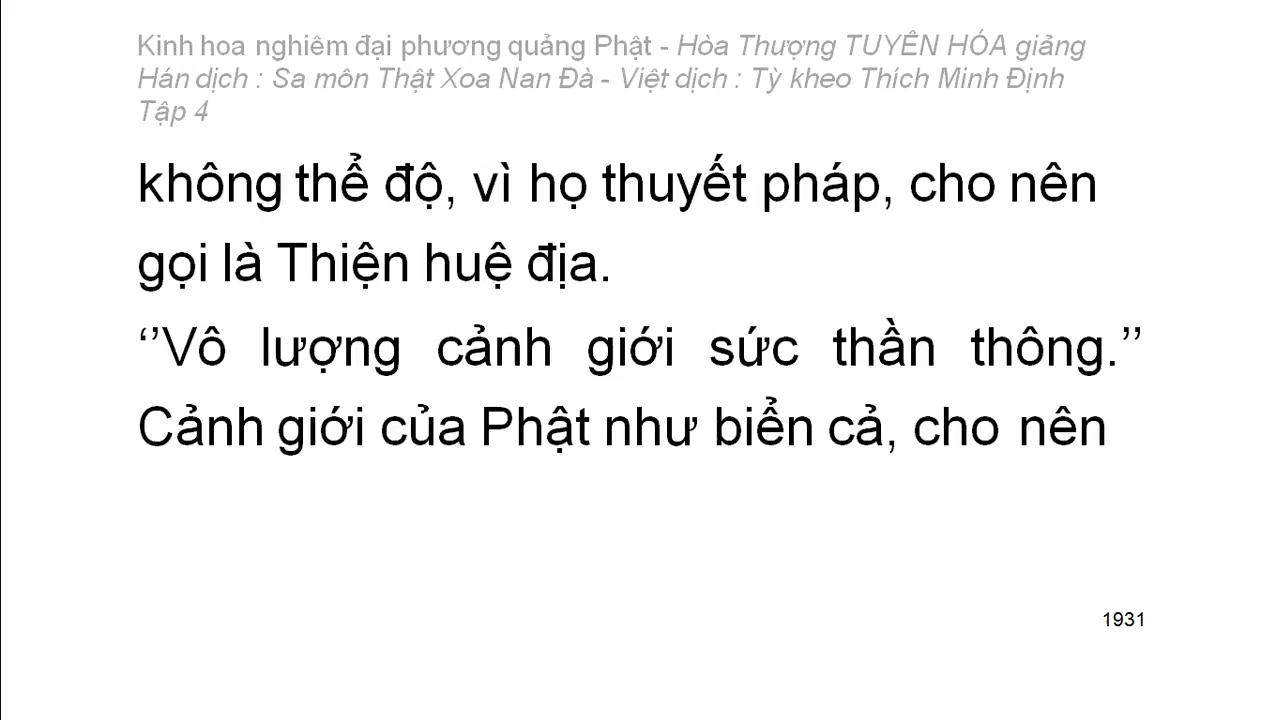 Kinh hoa nghiêm đại phương quảng Phật - Hòa Thượng TUYÊN HÓA giảng
Hán dịch : Sa môn Thật Xoa Nan Đà - Việt dịch : Tỳ kheo Thích Minh Định
Tập 4
không thể độ, vì họ thuyết pháp, cho nên
gọi là Thiện huệ địa.
‘’Vô lượng cảnh giới sức thần thông.’’
Cảnh giới của Phật như biển cả, cho nên
1931